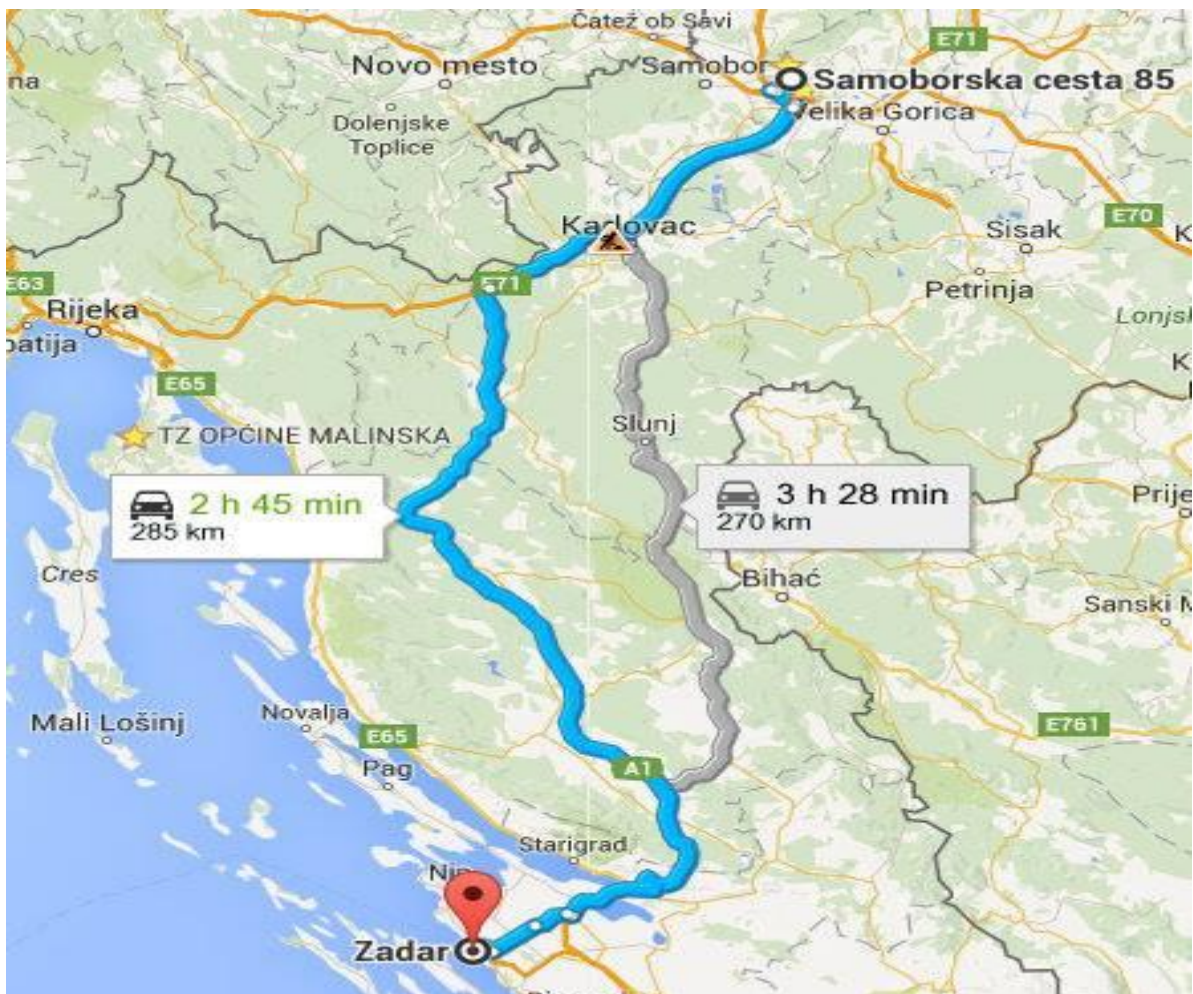 Čatež ob Savi
E71
na
Novo mesto
Samobor
Samoborska cesta 85
Velika Gorica
Dolenjske
Toplice
E70
Sisak
K
E63
E71
Petrinja
Rijeka
Lonjsk
patija
K
E65
Slunj
TZ OPĆINE MALINSKA
2 h 45 min
285 km
3 h 28 min
270 km
Prije
Cres
Bihać
Sanski M
Novalja
Mali Lošinj
E65
E761
Pag
A1
Starigrad
Nin
Zadar